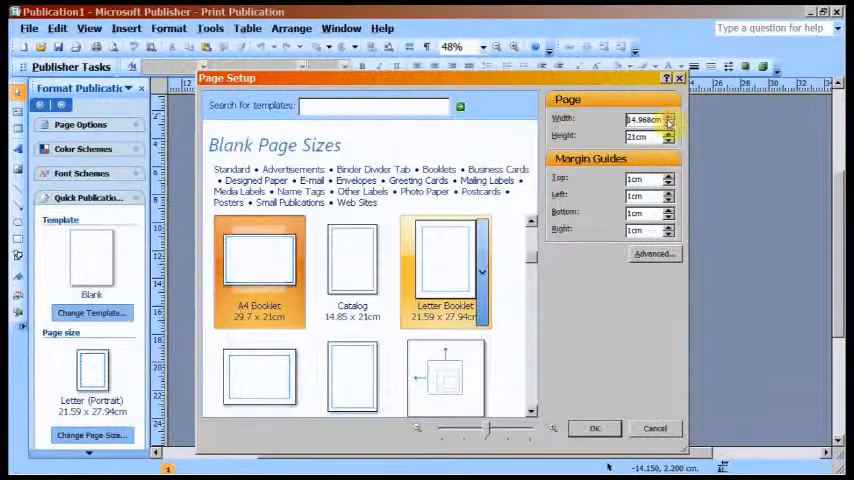 Publication1 - Microsoft Publisher - Print Publication
File Edit View Insert Format Tools Table Arrange Window Help
Type a question for help
48%
Publisher Tasks
Format Publicatio
Page Options
Color Schemes
Font Schemes
Quick Publicatio...
Template
Blank
Change Template...
Page size
Letter (Portrait)
21.59 x 27.94cm
Change Page Size...
Page Setup
Search for templates:
Blank Page Sizes
Standard • Advertisements • Binder Divider Tab • Booklets • Business Cards
• Designed Paper • E-mail • Envelopes • Greeting Cards • Mailing Labels •
Media Labels • Name Tags • Other Labels • Photo Paper • Postcards •
Posters • Small Publications • Web Sites
A4 Booklet
29.7 x 21cm
Catalog
14.85 x 21cm
Letter Booklet
21.59 x 27.94cm
Page
Width: 14.968cm
Height: 21cm
Margin Guides
Top: 1cm
Left: 1cm
Bottom: 1cm
Right: 1cm
Advanced...
OK
Cancel
1
-14.150, 2.200 cm.